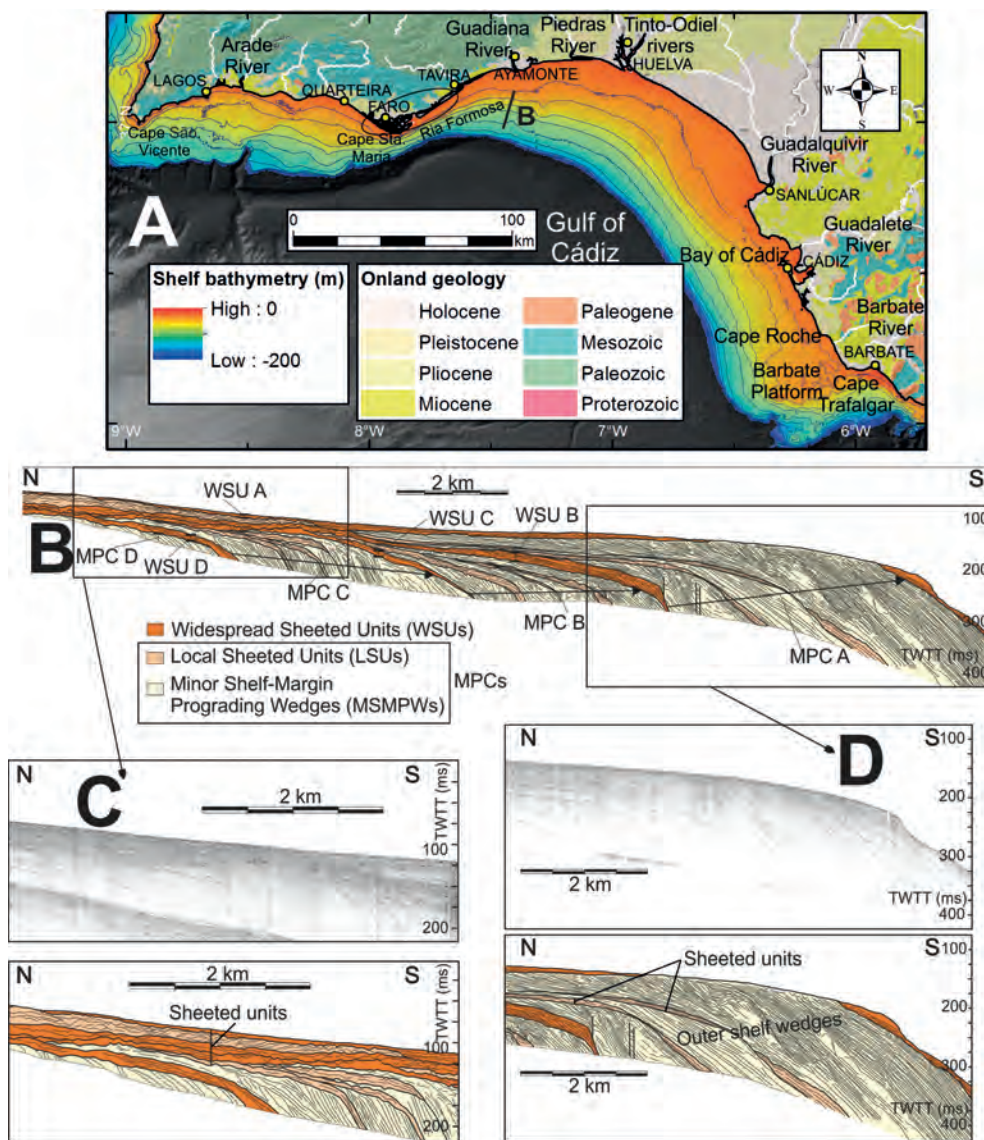 Arade
River
LAGOS
QUARTEIRA
FARO
TAVIRA
Guadiana
River
AYAMONTE
Piedras
River
Tinto-Odiel
rivers
HUELVA
N
W
E
S
Cape São
Vicente
Cape Sta.
Maria
Ria Formosa
B
Guadalquivir
River
SANLÚCAR
Guadalete
River
Bay of Cádiz
CÁDIZ
Barbate
River
BARBATE
Cape Roche
Barbate
Platform
Cape
Trafalgar
A
0
100
km
Gulf of
Cádiz
Shelf bathymetry (m)
High : 0
Low : -200
Onland geology
Holocene
Pleistocene
Pliocene
Miocene
Paleogene
Mesozoic
Paleozoic
Proterozoic
9°W
8°W
7°W
6°W
N
S
B
2 km
WSU A
WSU C
WSU B
MPC D
WSU D
MPC C
MPC B
MPC A
100
200
300
TWTT (ms)
400
Widespread Sheeted Units (WSUs)
Local Sheeted Units (LSUs)
Minor Shelf-Margin
Prograding Wedges (MSMPWs)
MPCs
N
S
C
2 km
TWTT (ms)
100
200
N
S
D
2 km
100
200
300
TWTT (ms)
400
N
S
2 km
Sheeted units
TWTT (ms)
100
200
N
S
Sheeted units
Outer shelf wedges
2 km
100
200
300
TWTT (ms)
400